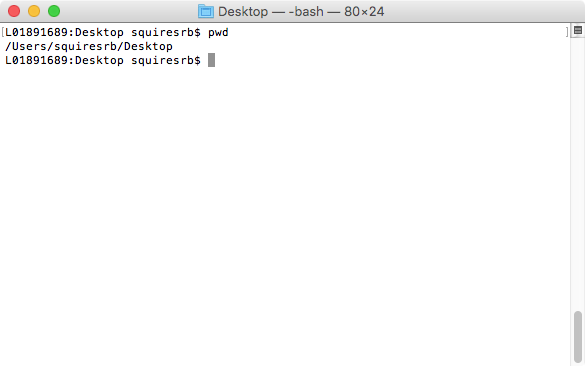 Desktop — -bash — 80×24
[L01891689:Desktop squiresrb$ pwd ]
/Users/squiresrb/Desktop
L01891689:Desktop squiresrb$